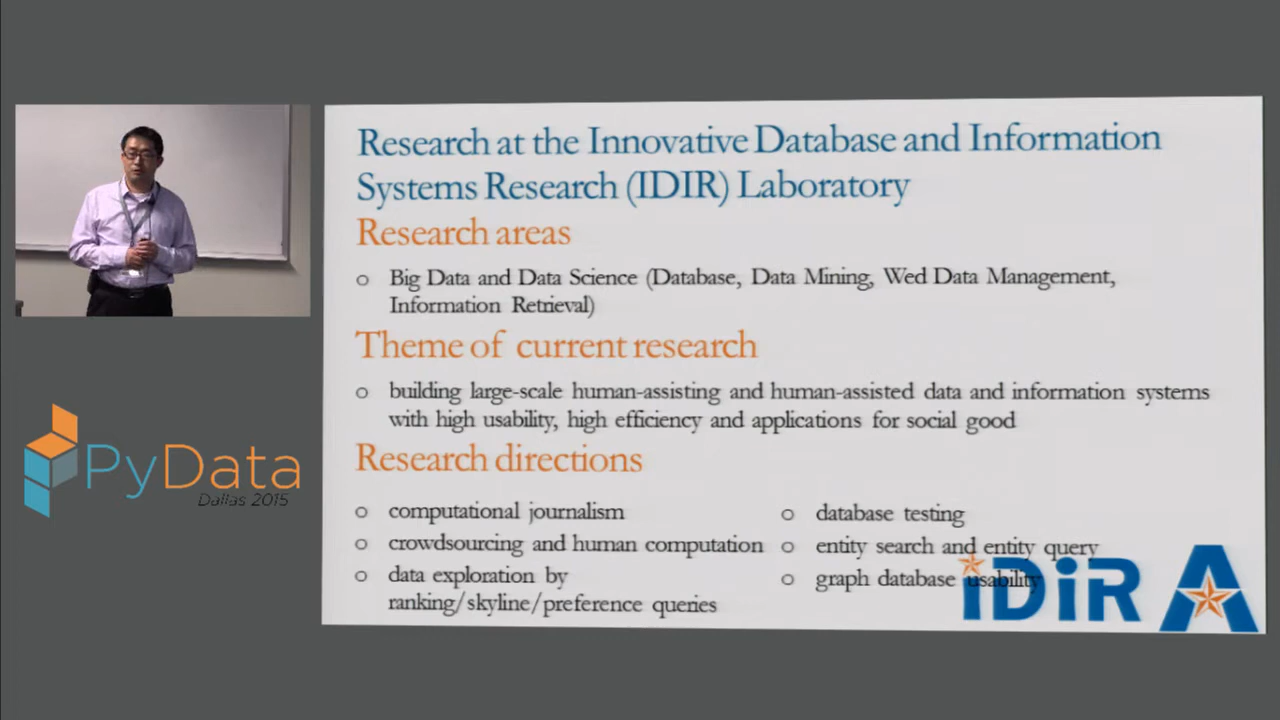 Research at the Innovative Database and Information
Systems Research (IDIR) Laboratory
Research areas
o Big Data and Data Science (Database, Data Mining, Wed Data Management,
Information Retrieval)
Theme of current research
o building large-scale human-assisting and human-assisted data and information systems
with high usability, high efficiency and applications for social good
Research directions
o computational journalism
o crowdsourcing and human computation
o data exploration by
ranking/skyline/preference queries
o database testing
o entity search and entity query
o graph database usability
iDiR A
PyData
Dallas 2015